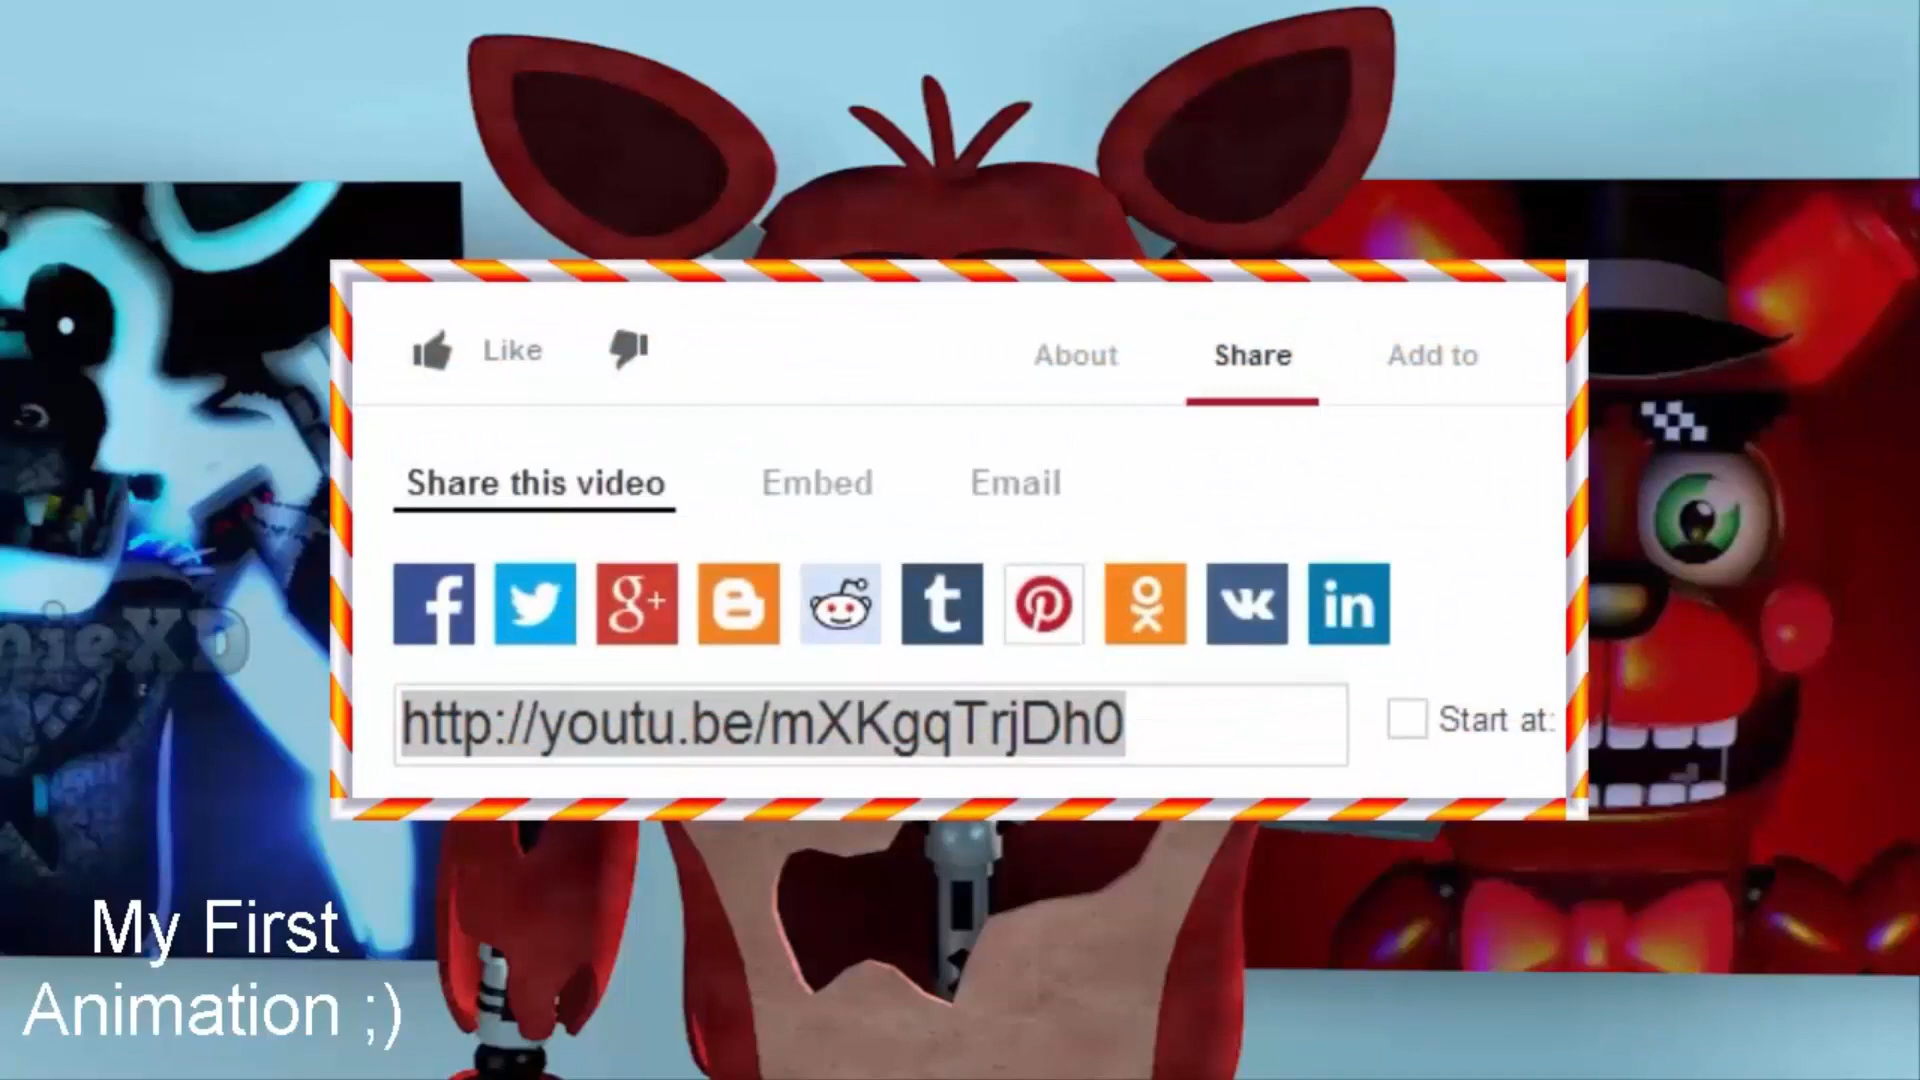 Like
About
Share
Add to
Share this video
Embed
Email
http://youtu.be/mXKgqTrjDh0
Start at:
nieXD
My First
Animation ;)